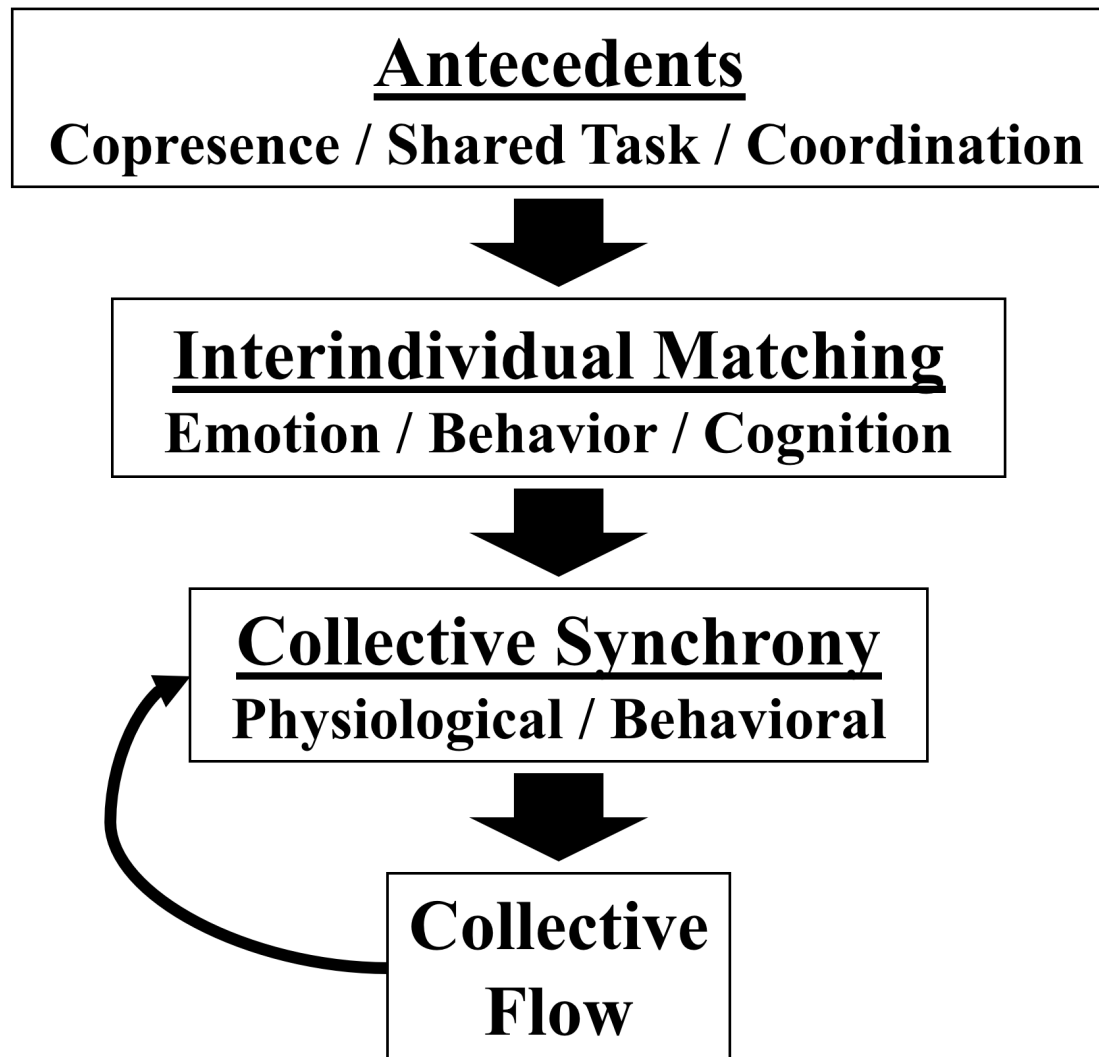 Antecedents
Copresence / Shared Task / Coordination
Interindividual Matching
Emotion / Behavior / Cognition
Collective Synchrony
Physiological / Behavioral
Collective
Flow